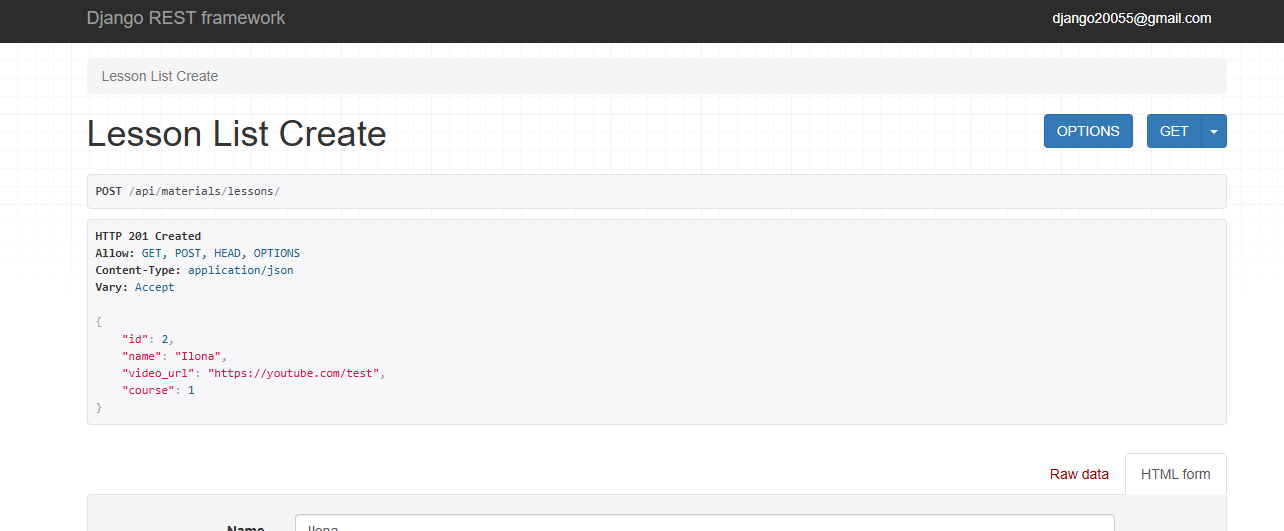 Django REST framework
django20055@gmail.com
Lesson List Create
Lesson List Create
OPTIONS
GET
POST /api/materials/lessons/
HTTP 201 Created
Allow: GET, POST, HEAD, OPTIONS
Content-Type: application/json
Vary: Accept
{
    "id": 2,
    "name": "Ilona",
    "video_url": "https://youtube.com/test",
    "course": 1
}
Raw data
HTML form
Name
Ilona